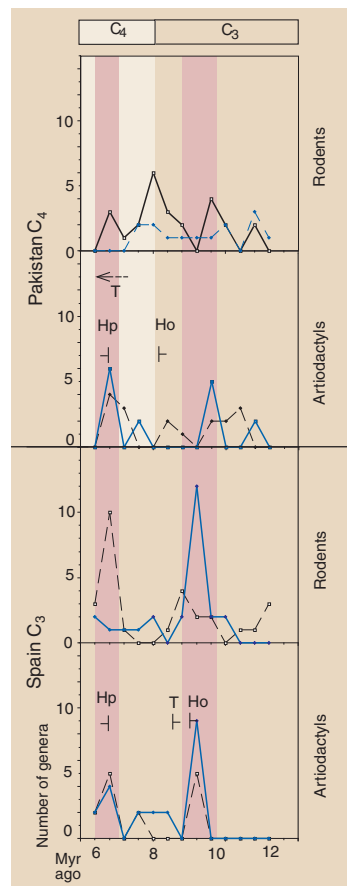 C4 C3
10
5
0
Rodents
Pakistan C4
T
Hp Ho
10
5
0
Artiodactyls
10
5
0
Rodents
Spain C3
Hp T Ho
10
5
0
Artiodactyls
Number of genera
Myr ago 6 8 10 12